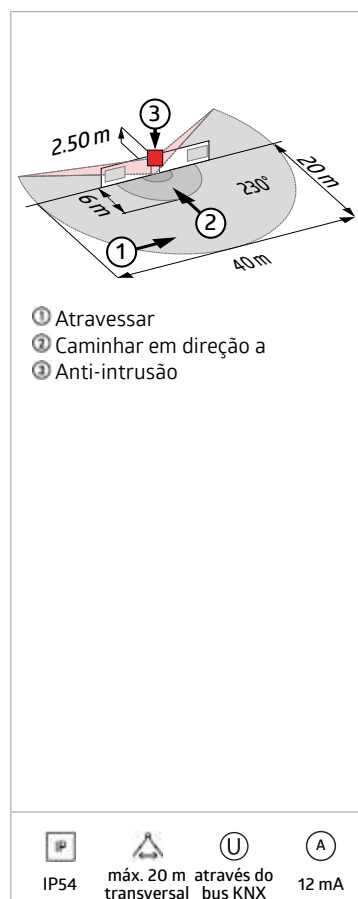 ③
2.50 m
20 m
6 m
230°
②
①
40 m
① Atravessar
② Caminhar em direção a
③ Anti-intrusão
IP
U
A
IP54
máx. 20 m
transversal
através do
bus KNX
12 mA